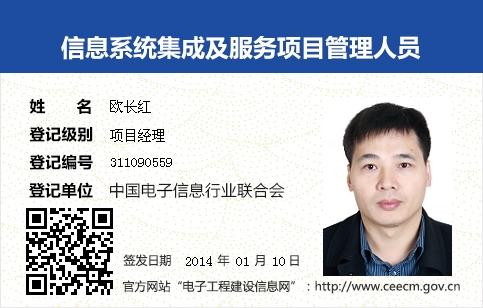 信息系统集成及服务项目管理人员
姓 名 欧长红
登记级别 项目经理
登记编号 311090559
登记单位 中国电子信息行业联合会
签发日期 2014 年 01 月 10 日
官方网站“电子工程建设信息网”：http://www.ceecm.gov.cn